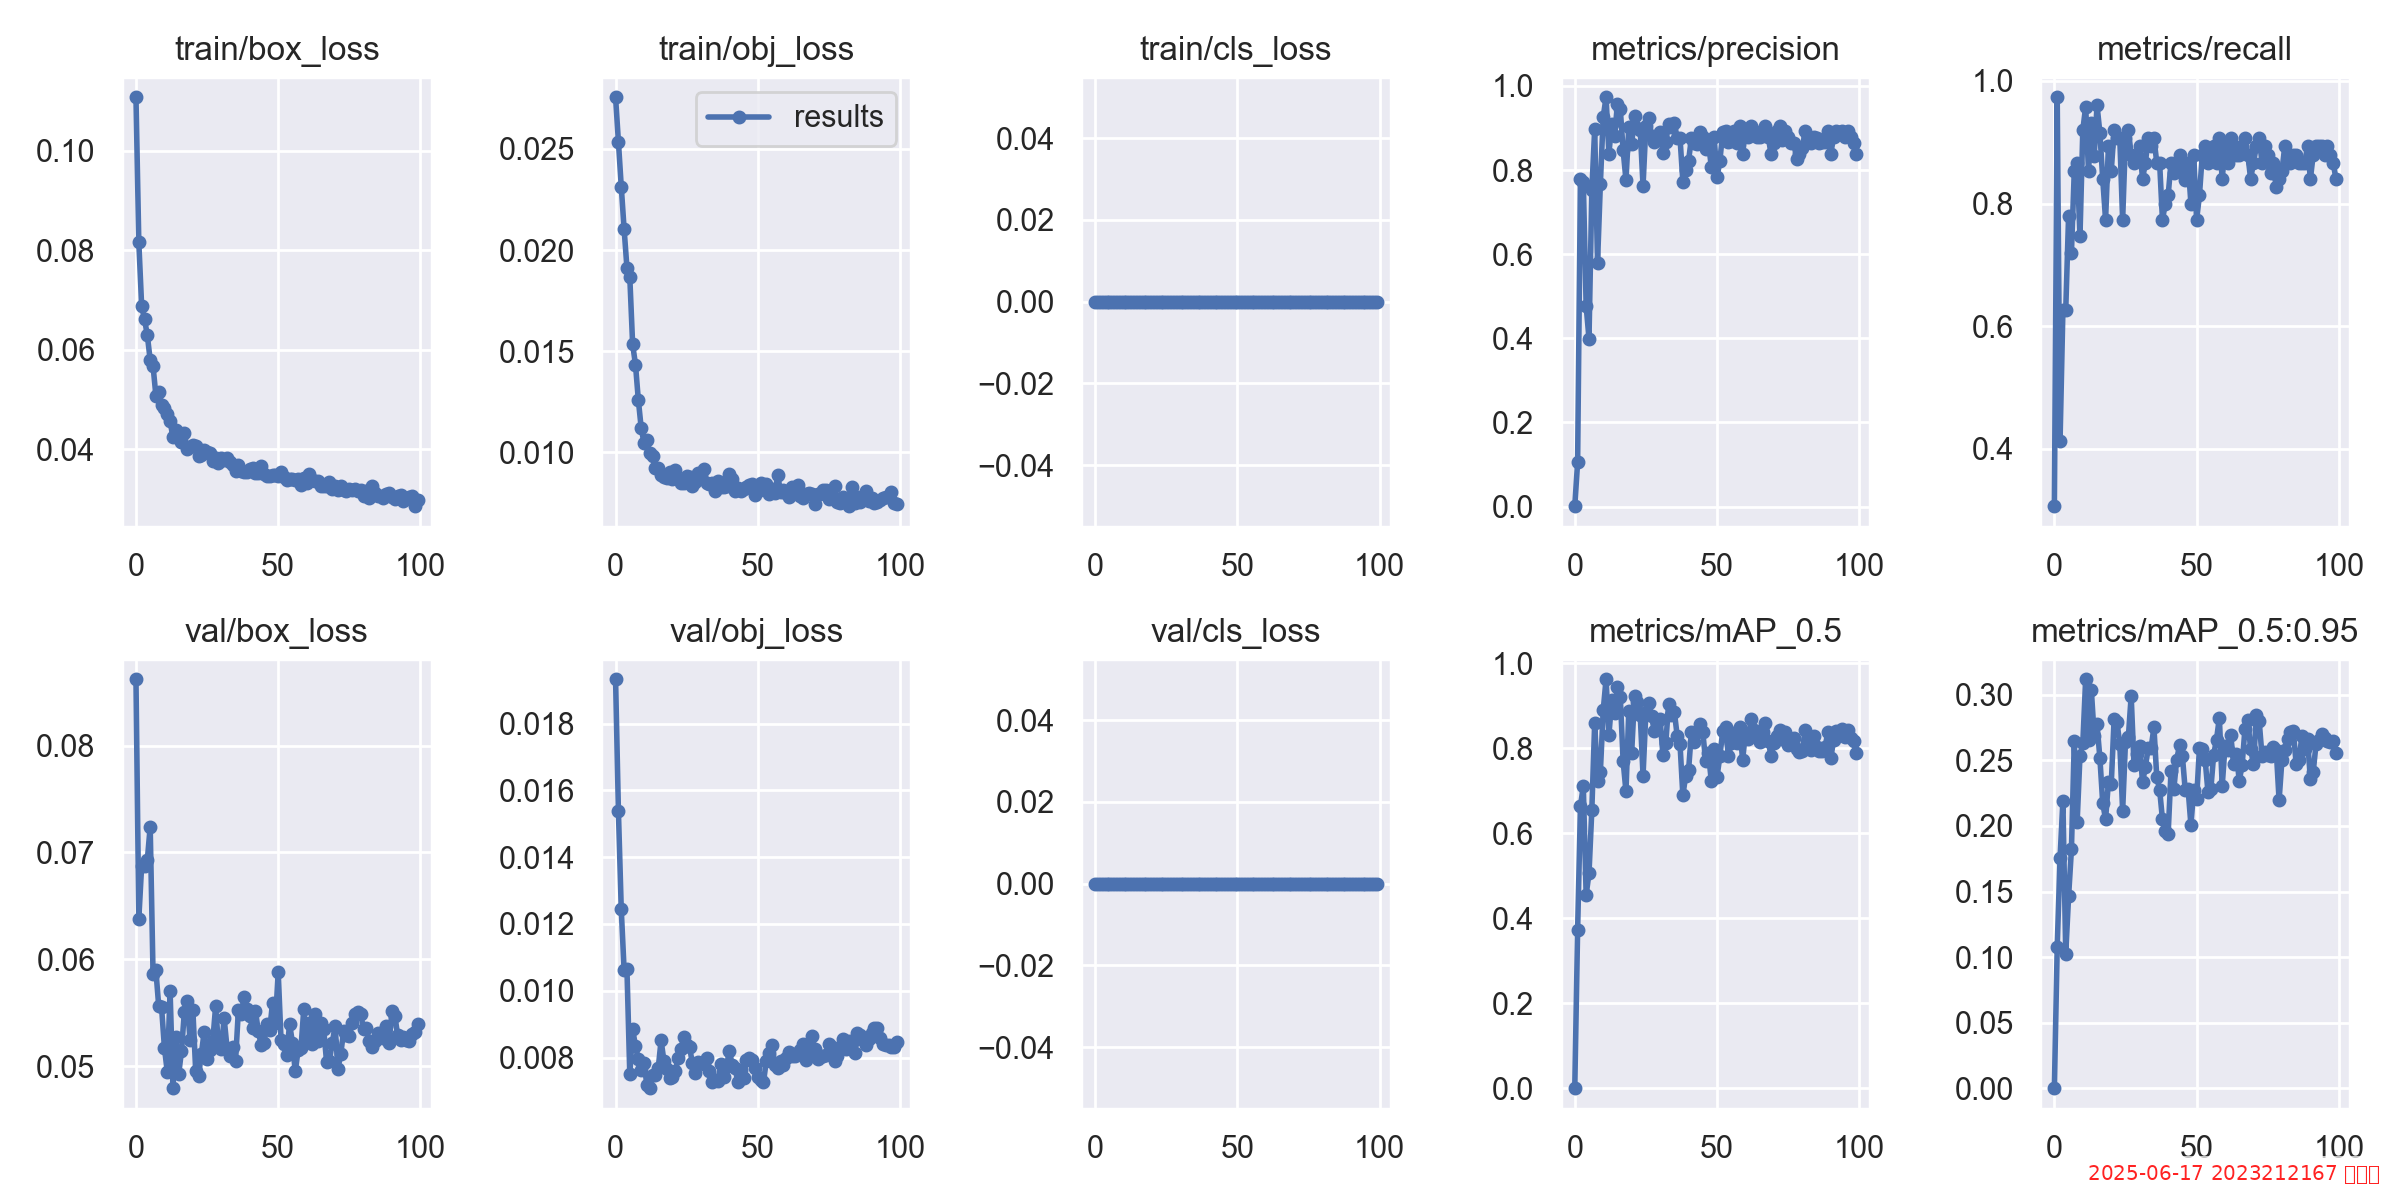 train/box_loss train/obj_loss train/cls_loss metrics/precision metrics/recall
results
0.10 0.08 0.06 0.04
0.025 0.020 0.015 0.010
0.04 0.02 0.00 −0.02 −0.04
1.0 0.8 0.6 0.4 0.2 0.0
1.0 0.8 0.6 0.4
0 50 100 0 50 100 0 50 100 0 50 100 0 50 100
val/box_loss val/obj_loss val/cls_loss metrics/mAP_0.5 metrics/mAP_0.5:0.95
0.08 0.07 0.06 0.05
0.018 0.016 0.014 0.012 0.010 0.008
0.04 0.02 0.00 −0.02 −0.04
1.0 0.8 0.6 0.4 0.2 0.0
0.30 0.25 0.20 0.15 0.10 0.05 0.00
0 50 100 0 50 100 0 50 100 0 50 100 0 50 100
2025-06-17 2023212167